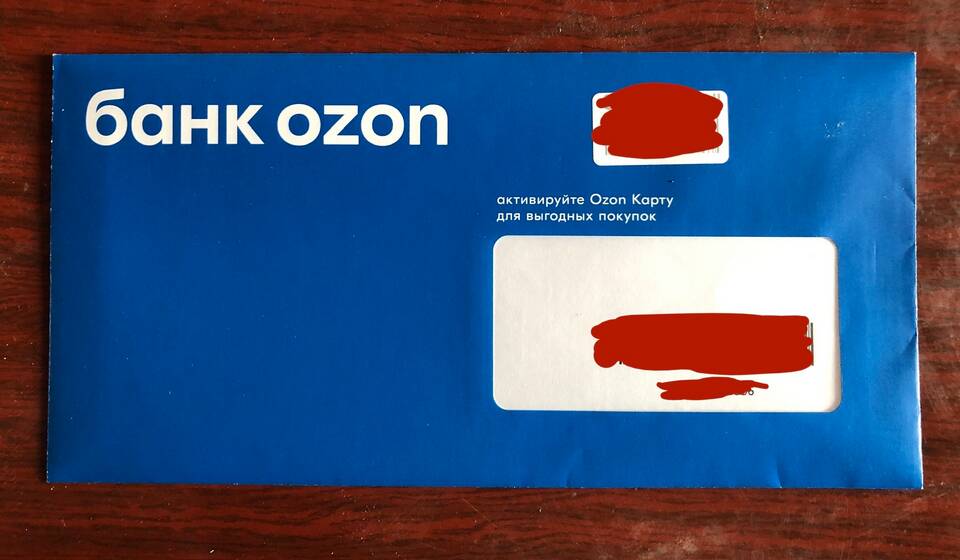 банк ozon
активируйте Ozon Карту
для выгодных покупок